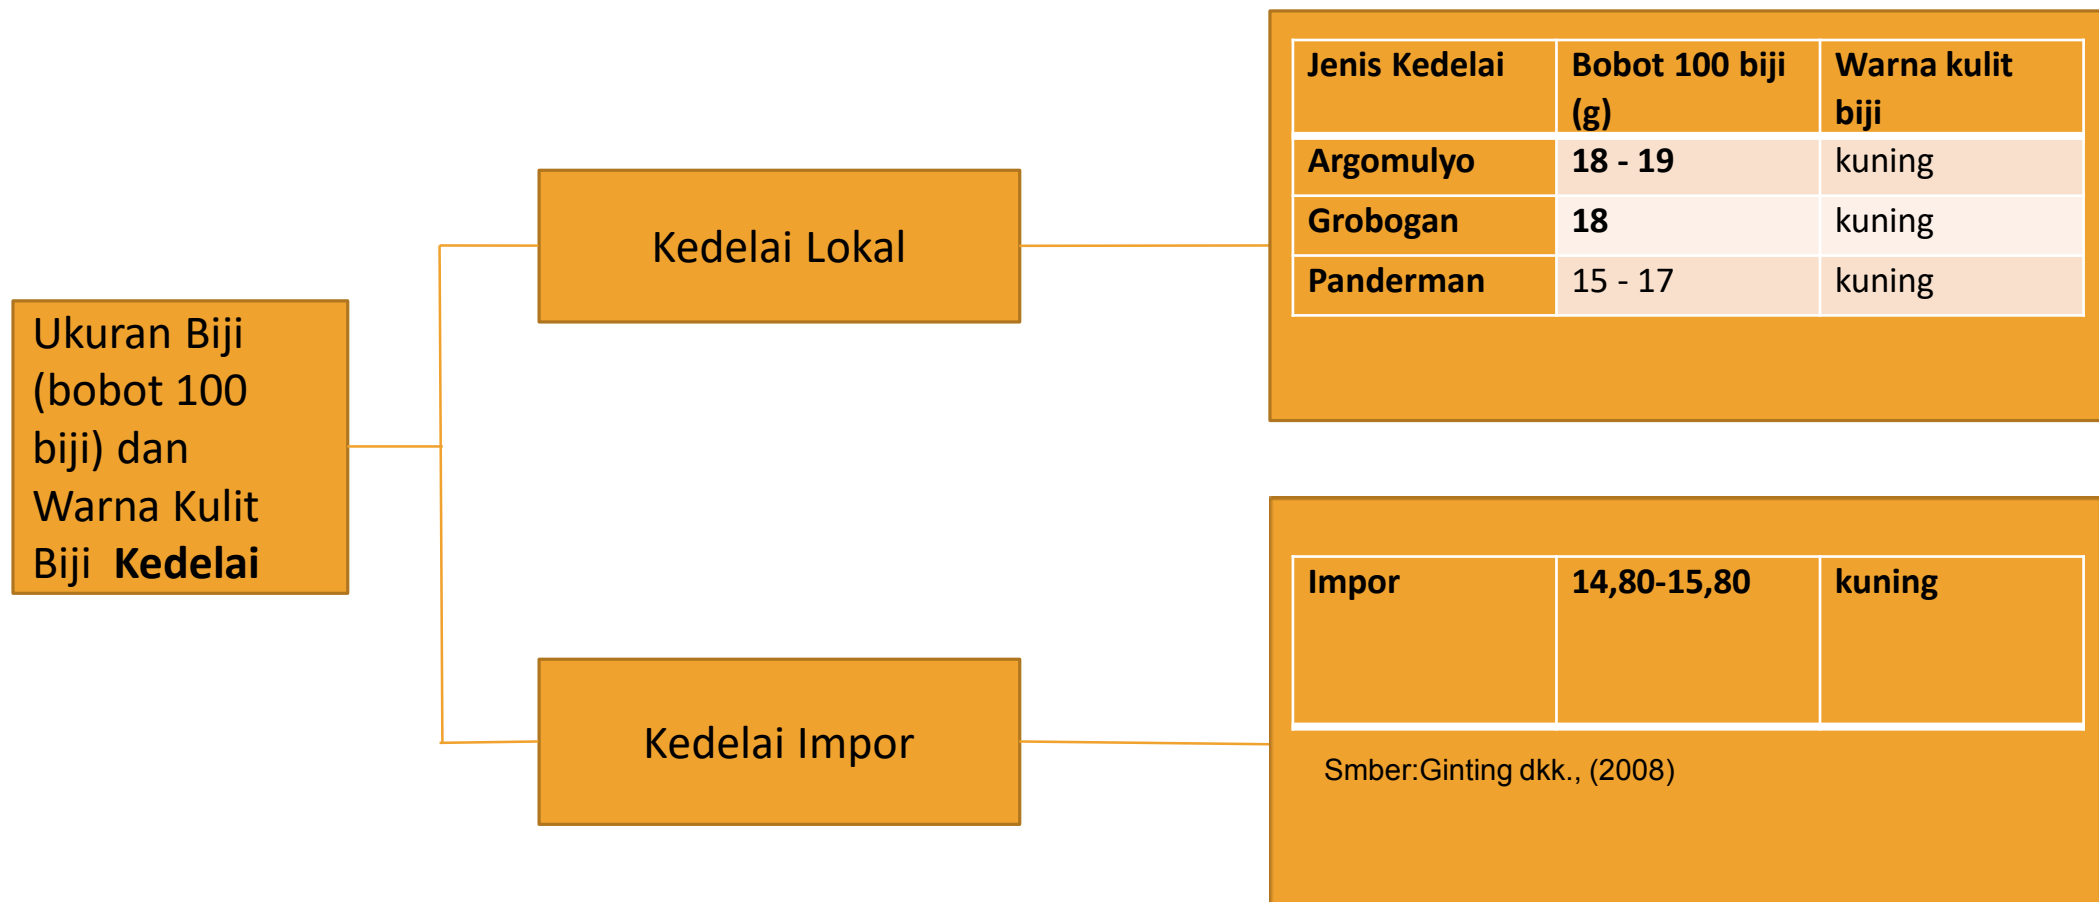 Ukuran Biji
(bobot 100
biji) dan
Warna Kulit
Biji Kedelai
Kedelai Lokal
Jenis Kedelai
Bobot 100 biji
(g)
Warna kulit
biji
Argomulyo
18 - 19
kuning
Grobogan
18
kuning
Panderman
15 - 17
kuning
Kedelai Impor
Impor
14,80-15,80
kuning
Smber:Ginting dkk., (2008)